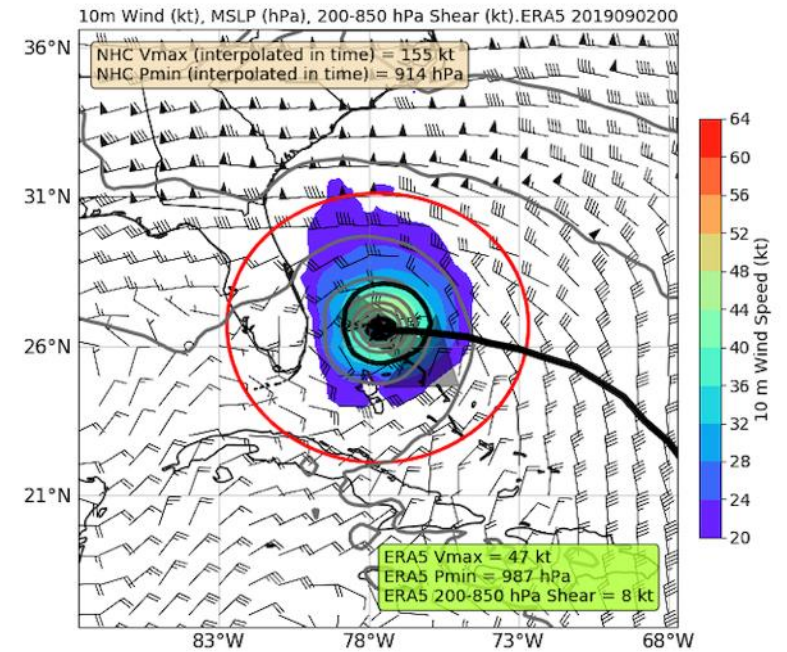 10m Wind (kt), MSLP (hPa), 200-850 hPa Shear (kt).ERA5 2019090200
NHC Vmax (interpolated in time) = 155 kt
NHC Pmin (interpolated in time) = 914 hPa
36°N
31°N
26°N
21°N
ERA5 Vmax = 47 kt
ERA5 Pmin = 987 hPa
ERA5 200-850 hPa Shear = 8 kt
83°W
78°W
73°W
68°W
64
60
56
52
48
44
40
36
32
28
24
20
10 m Wind Speed (kt)